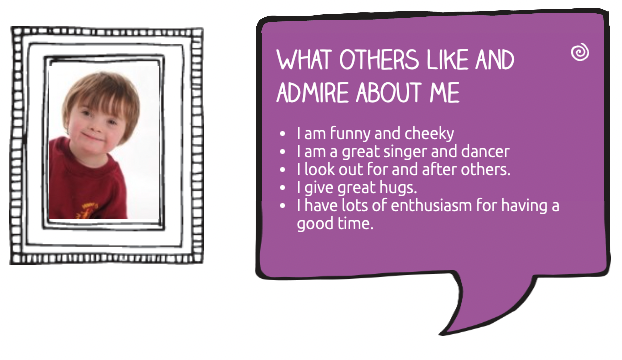 WHAT OTHERS LIKE AND
ADMIRE ABOUT ME
• I am funny and cheeky
• I am a great singer and dancer
• I look out for and after others.
• I give great hugs.
• I have lots of enthusiasm for having a
good time.